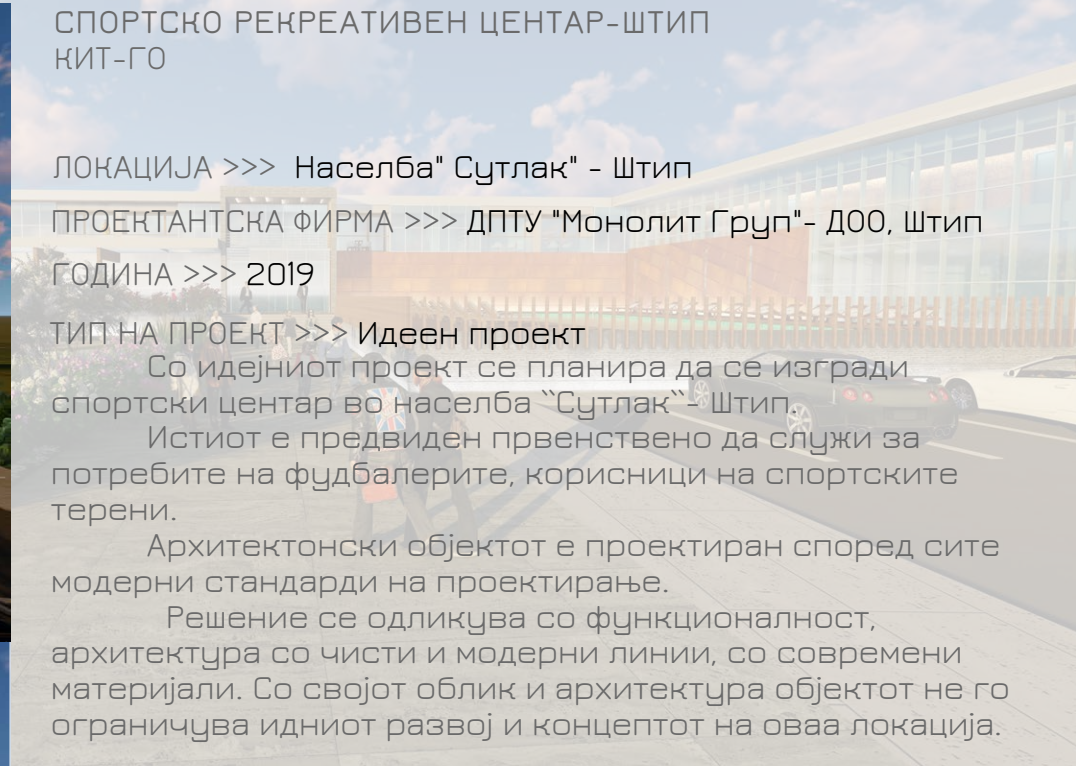 СПОРТСКО РЕКРЕАТИВЕН ЦЕНТАР-ШТИП
КИТ-ГО
ЛОКАЦИЈА >>> Населба" Сутлак" - Штип
ПРОЕКТАНТСКА ФИРМА >>> ДПТУ "Монолит Груп"- ДОО, Штип
ГОДИНА >>> 2019
ТИП НА ПРОЕКТ >>> Идеен проект
Со идејниот проект се планира да се изгради
спортски центар во населба ``Сутлак``- Штип.
Истиот е предвиден првенствено да служи за
потребите на фудбалерите, корисници на спортските
терени.
Архитектонски објектот е проектиран според сите
модерни стандарди на проектирање.
Решение се одликува со функционалност,
архитектура со чисти и модерни линии, со современи
материјали. Со својот облик и архитектура објектот не го
ограничува идниот развој и концептот на оваа локација.